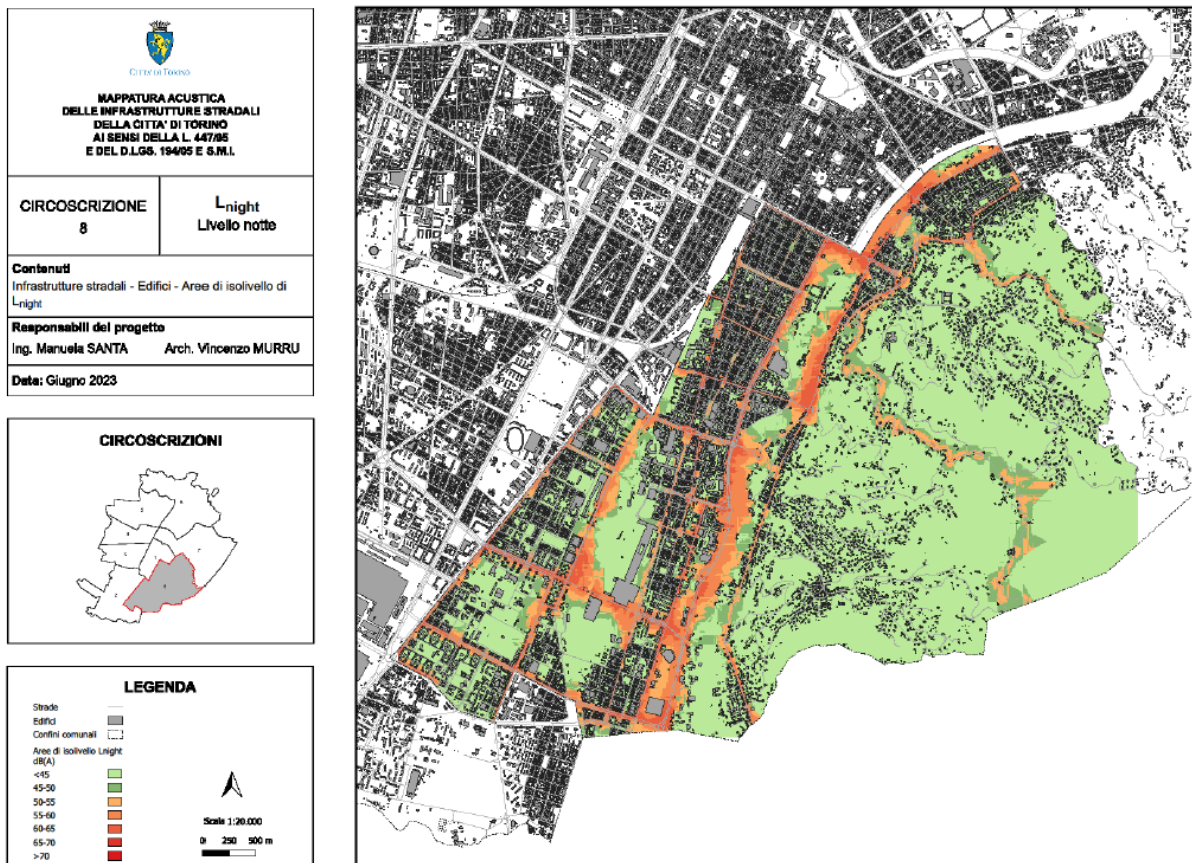 CITTA' DI TORINO
MAPPATURA ACUSTICA
DELLE INFRASTRUTTURE STRADALI
DELLA CITTA' DI TORINO
AI SENSI DELLA L. 447/95
E DEL D.LGS. 194/05 E S.M.I.
CIRCOSCRIZIONE
8
Lnight
Livello notte
Contenuti
Infrastrutture stradali - Edifici - Aree di isolivello di
Lnight
Responsabili del progetto
Ing. Manuela SANTA Arch. Vincenzo MURRU
Data: Giugno 2023
CIRCOSCRIZIONI
LEGENDA
Strade
Edifici
Confini comunali
Aree di isolivello Lnight
dB(A)
<45
45-50
50-55
55-60
60-65
65-70
>70
Scala 1:20.000
0 250 500 m